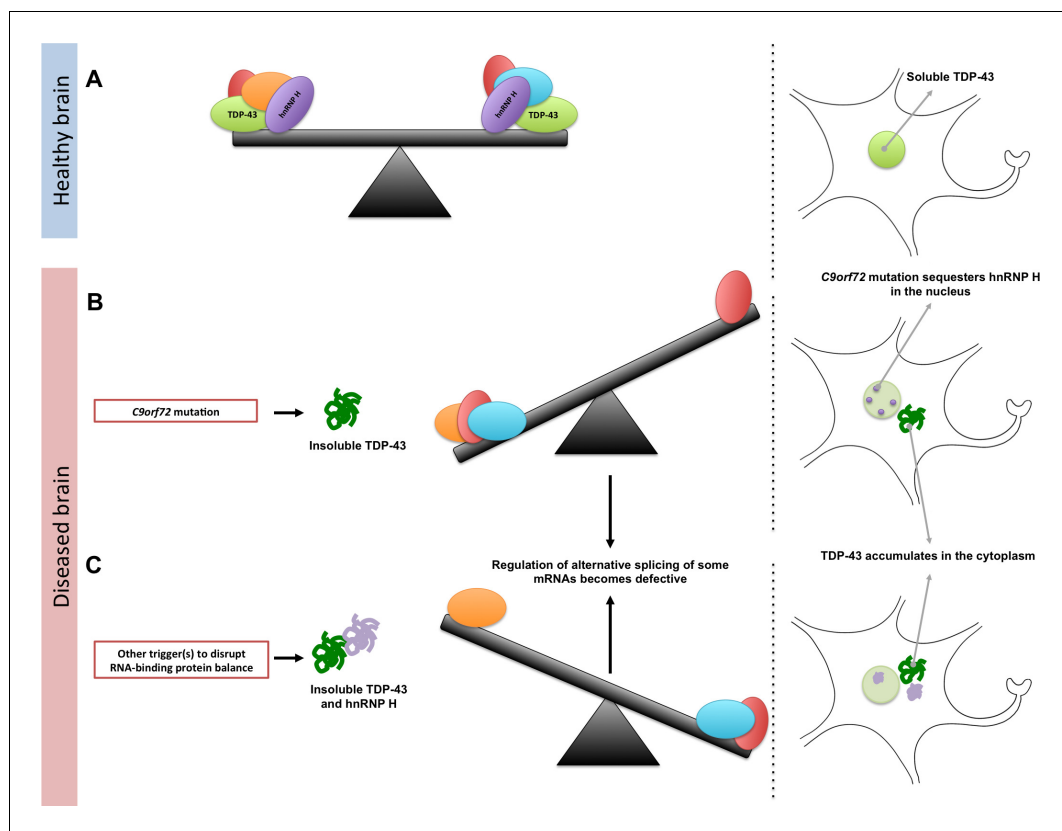 Healthy brain
A
TDP-43
hnRNP H
hnRNP H
TDP-43
Soluble TDP-43
Diseased brain
B
C9orf72 mutation
Insoluble TDP-43
C9orf72 mutation sequesters hnRNP H
in the nucleus
Regulation of alternative splicing of some
mRNAs becomes defective
TDP-43 accumulates in the cytoplasm
C
Other trigger(s) to disrupt
RNA-binding protein balance
Insoluble TDP-43
and hnRNP H